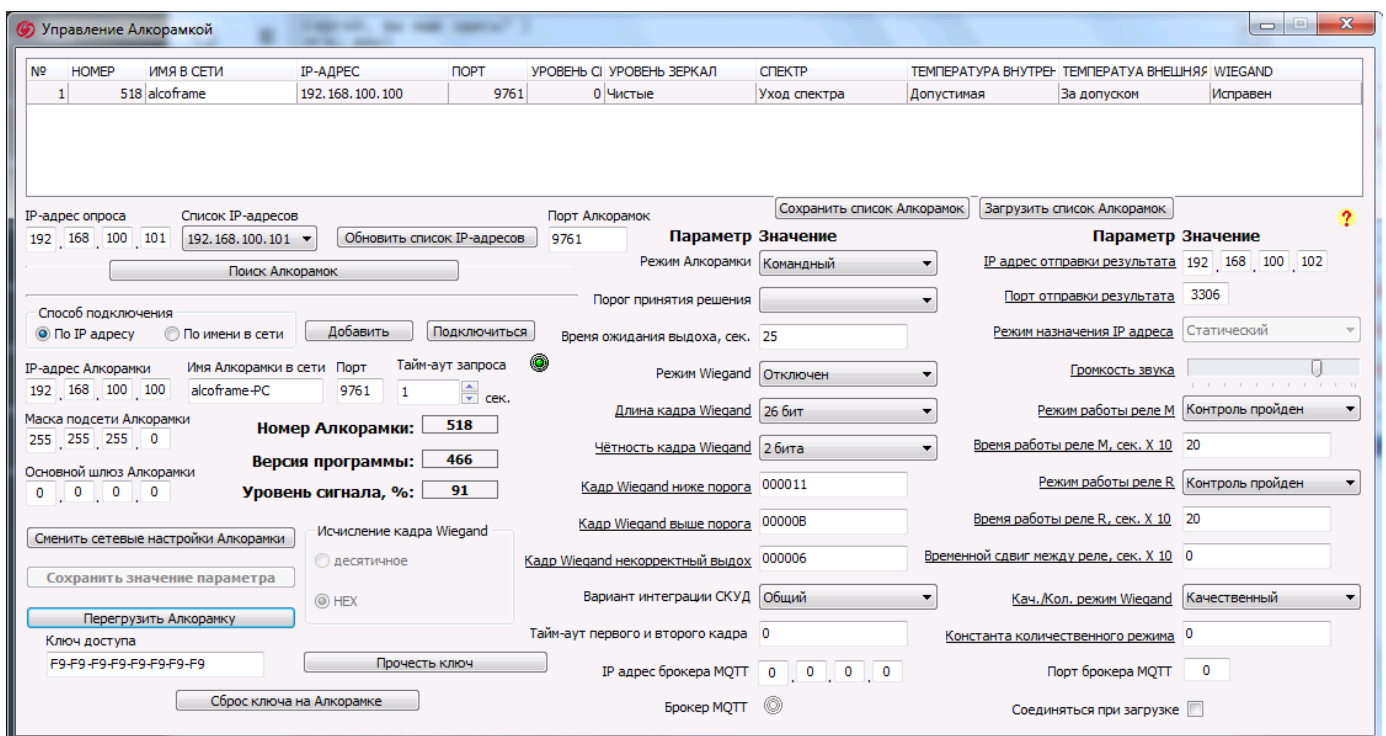 Управление Алкорамкой
№ НОМЕР ИМЯ В СЕТИ IP-АДРЕС ПОРТ УРОВЕНЬ СІ УРОВЕНЬ ЗЕРКАЛ СПЕКТР ТЕМПЕРАТУРА ВНУТРЕН ТЕМПЕРАТУА ВНЕШНЯЯ WIEGAND
1 518 alcoframe 192.168.100.100 9761 0 Чистые Уход спектра Допустимая За допуском Исправен
Сохранить список Алкорамок Загрузить список Алкорамок
IP-адрес опроса Список IP-адресов Порт Алкорамок ?
192 . 168 . 100 . 101 192.168.100.101 Обновить список IP-адресов 9761 Параметр Значение Параметр Значение
Поиск Алкорамок Режим Алкорамки Командный IP адрес отправки результата 192 . 168 . 100 . 102
Порог принятия решения Порт отправки результата 3306
Способ подключения
По IP адресу По имени в сети Добавить Подключиться Время ожидания выдоха, сек. 25 Режим назначения IP адреса Статический
IP-адрес Алкорамки Имя Алкорамки в сети Порт Тайм-аут запроса Режим Wiegand Отключен Громкость звука
192 . 168 . 100 . 100 alcoframe-PC 9761 1 сек.
Маска подсети Алкорамки Длина кадра Wiegand 26 бит Режим работы реле M Контроль пройден
255 . 255 . 255 . 0 Номер Алкорамки: 518
Чётность кадра Wiegand 2 бита Время работы реле M, сек. X 10 20
Основной шлюз Алкорамки Версия программы: 466
0 . 0 . 0 . 0 Уровень сигнала, %: 91 Кадр Wiegand ниже порога 000011 Режим работы реле R Контроль пройден
Кадр Wiegand выше порога 00000B Время работы реле R, сек. X 10 20
Сменить сетевые настройки Алкорамки Исчисление кадра Wiegand
десятичное Кадр Wiegand некорректный выдох 000006 Временной сдвиг между реле, сек. X 10 0
Сохранить значение параметра
HEX Вариант интеграции СКУД Общий Кач./Кол. режим Wiegand Качественный
Перегрузить Алкорамку
Ключ доступа Тайм-аут первого и второго кадра 0 Константа количественного режима 0
F9-F9-F9-F9-F9-F9-F9-F9 Прочесть ключ IP адрес брокера MQTT 0 . 0 . 0 . 0 Порт брокера MQTT 0
Сброс ключа на Алкорамке Брокер MQTT Соединяться при загрузке